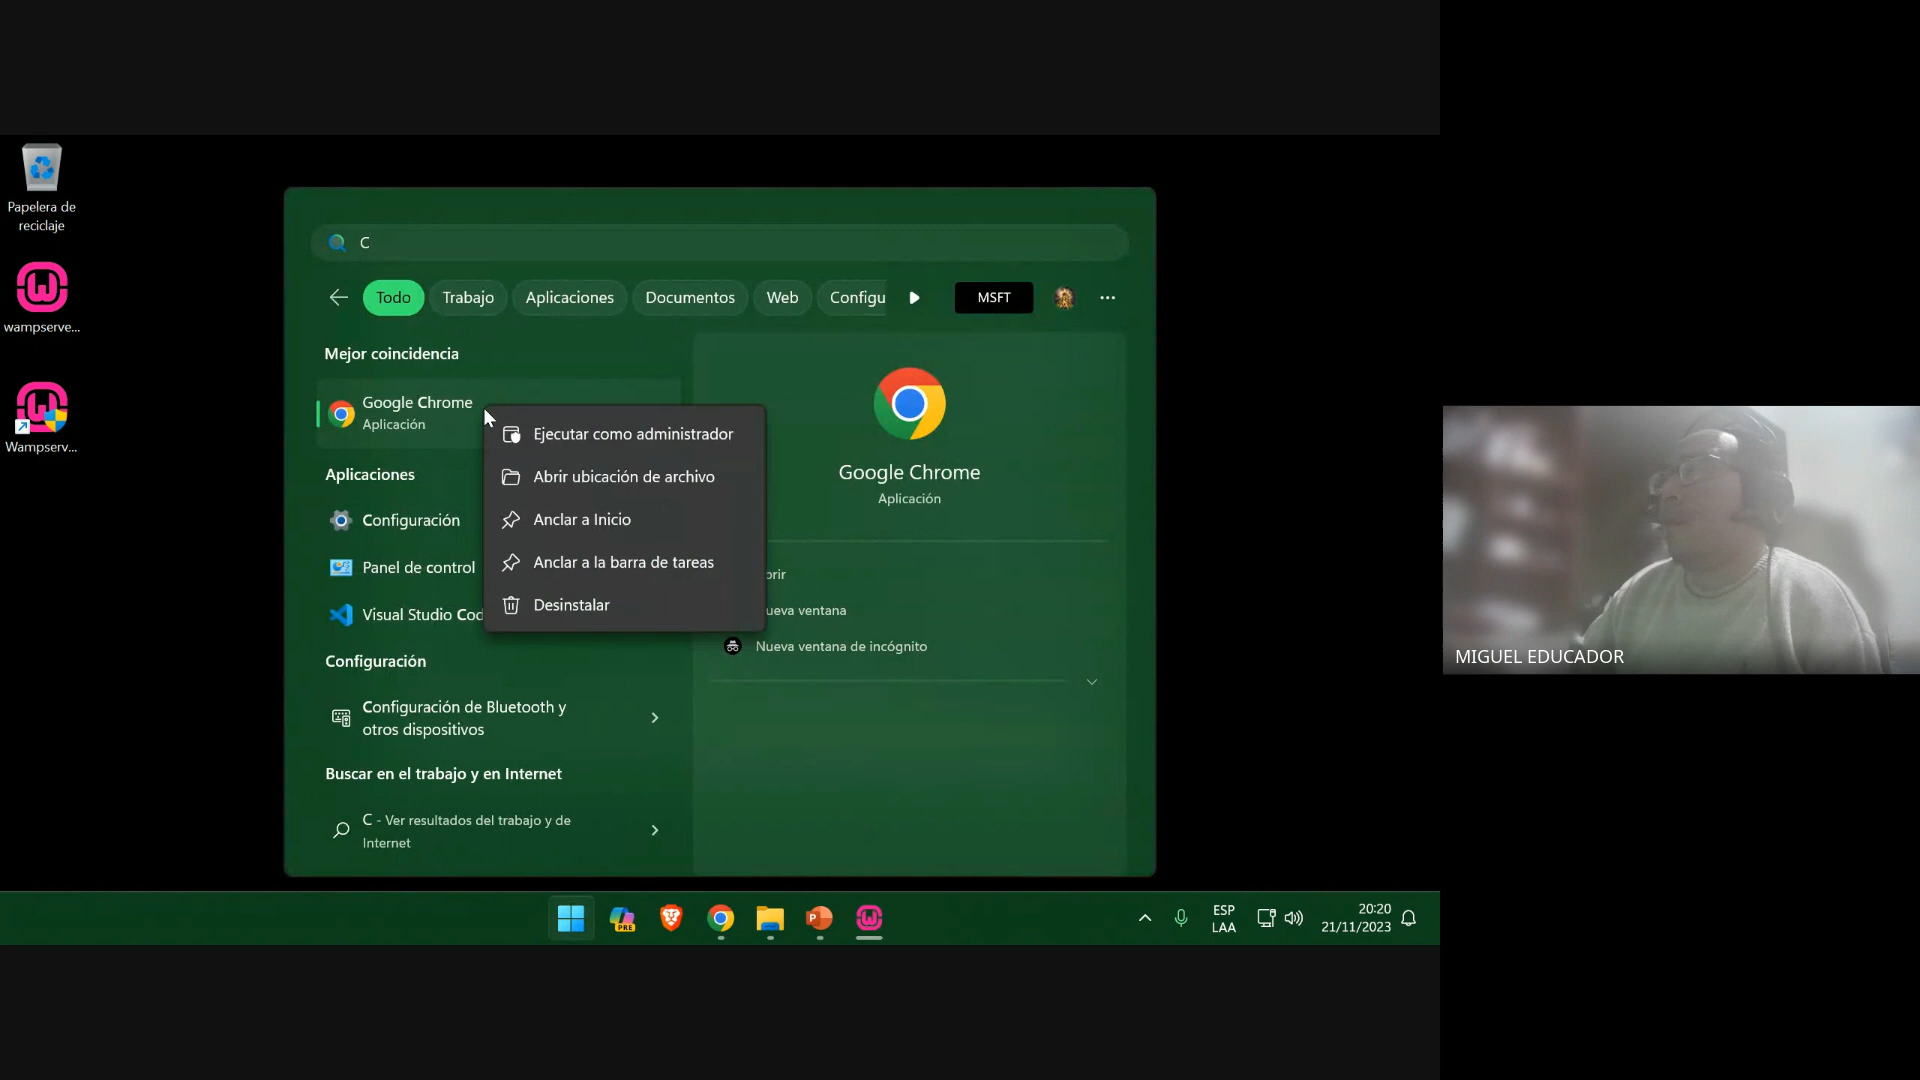 Papelera de
reciclaje
wampserve...
Wampserv...
C
Todo
Trabajo
Aplicaciones
Documentos
Web
Configu
MSFT
Mejor coincidencia
Google Chrome
Aplicación
Aplicaciones
Configuración
Panel de control
Visual Studio Cod
Configuración
Configuración de Bluetooth y
otros dispositivos
Buscar en el trabajo y en Internet
C - Ver resultados del trabajo y de
Internet
Ejecutar como administrador
Abrir ubicación de archivo
Anclar a Inicio
Anclar a la barra de tareas
Desinstalar
Google Chrome
Aplicación
brir
ueva ventana
Nueva ventana de incógnito
MIGUEL EDUCADOR
PRE
P
ESP
LAA
20:20
21/11/2023